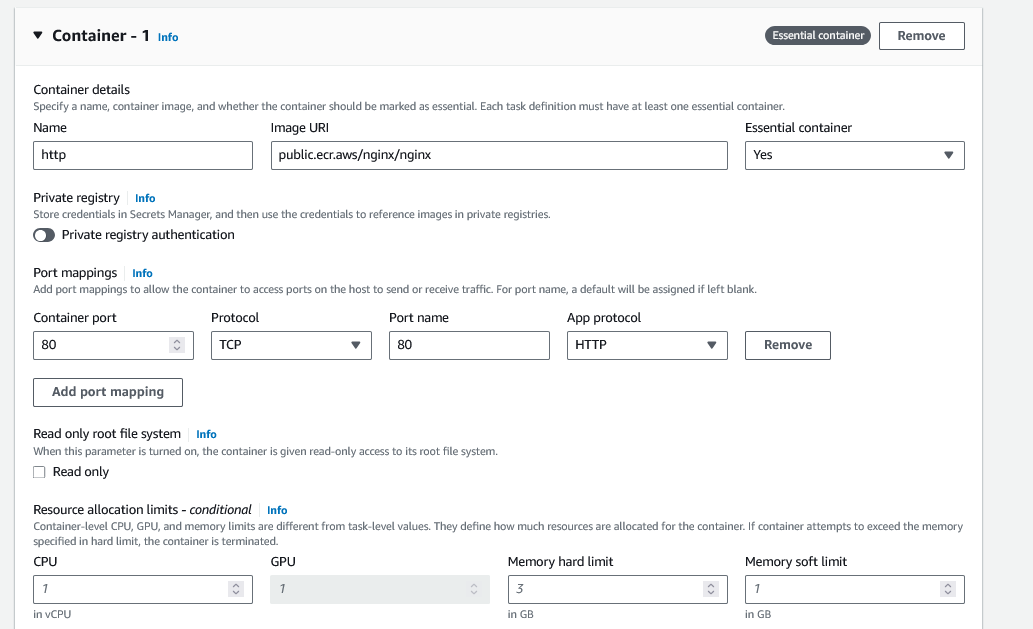 Container - 1 Info Essential container Remove
Container details
Specify a name, container image, and whether the container should be marked as essential. Each task definition must have at least one essential container.
Name Image URI Essential container
http public.ecr.aws/nginx/nginx Yes
Private registry Info
Store credentials in Secrets Manager, and then use the credentials to reference images in private registries.
Private registry authentication
Port mappings Info
Add port mappings to allow the container to access ports on the host to send or receive traffic. For port name, a default will be assigned if left blank.
Container port Protocol Port name App protocol
80 TCP 80 HTTP Remove
Add port mapping
Read only root file system Info
When this parameter is turned on, the container is given read-only access to its root file system.
Read only
Resource allocation limits - conditional Info
Container-level CPU, GPU, and memory limits are different from task-level values. They define how much resources are allocated for the container. If container attempts to exceed the memory
specified in hard limit, the container is terminated.
CPU GPU Memory hard limit Memory soft limit
1 1 3 1
in vCPU in GB in GB